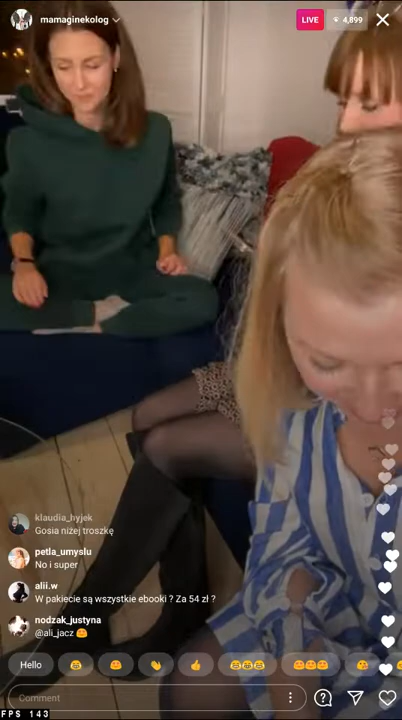 mamaginekolog
LIVE
4,899
klaudia_hyjek
Gosia niżej troszkę
petla_umyslu
No i super
alii.w
W pakiecie są wszystkie ebooki ? Za 54 zł ?
nodzak_justyna
@ali_jacz 🤗
Hello
Comment
FPS 143